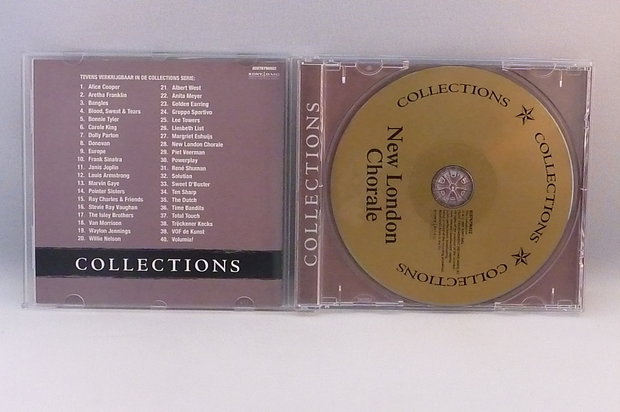 TEVENS VERKRIJGBAAR IN DE COLLECTIONS SERIE:
SONY BMG
1. Alice Cooper
2. Aretha Franklin
3. Bangles
4. Blood, Sweat & Tears
5. Bonnie Tyler
6. Carole King
7. Dolly Parton
8. Donovan
9. Europe
10. Frank Sinatra
11. Janis Joplin
12. Louis Armstrong
13. Marvin Gaye
14. Pointer Sisters
15. Ray Charles & Friends
16. Stevie Ray Vaughan
17. The Isley Brothers
18. Van Morrison
19. Waylon Jennings
20. Willie Nelson
21. Albert West
22. Anita Meyer
23. Golden Earring
24. Gruppo Sportivo
25. Lee Towers
26. Liesbeth List
27. Margriet Eshuijs
28. New London Chorale
29. Piet Veerman
30. Powerplay
31. René Shuman
32. Solution
33. Sweet D'Buster
34. Ten Sharp
35. The Dutch
36. Time Bandits
37. Total Touch
38. Tröckener Kecks
39. VOF de Kunst
40. Volumia!
COLLECTIONS
COLLECTIONS
COLLECTIONS
COLLECTIONS
COLLECTIONS
New London
Chorale